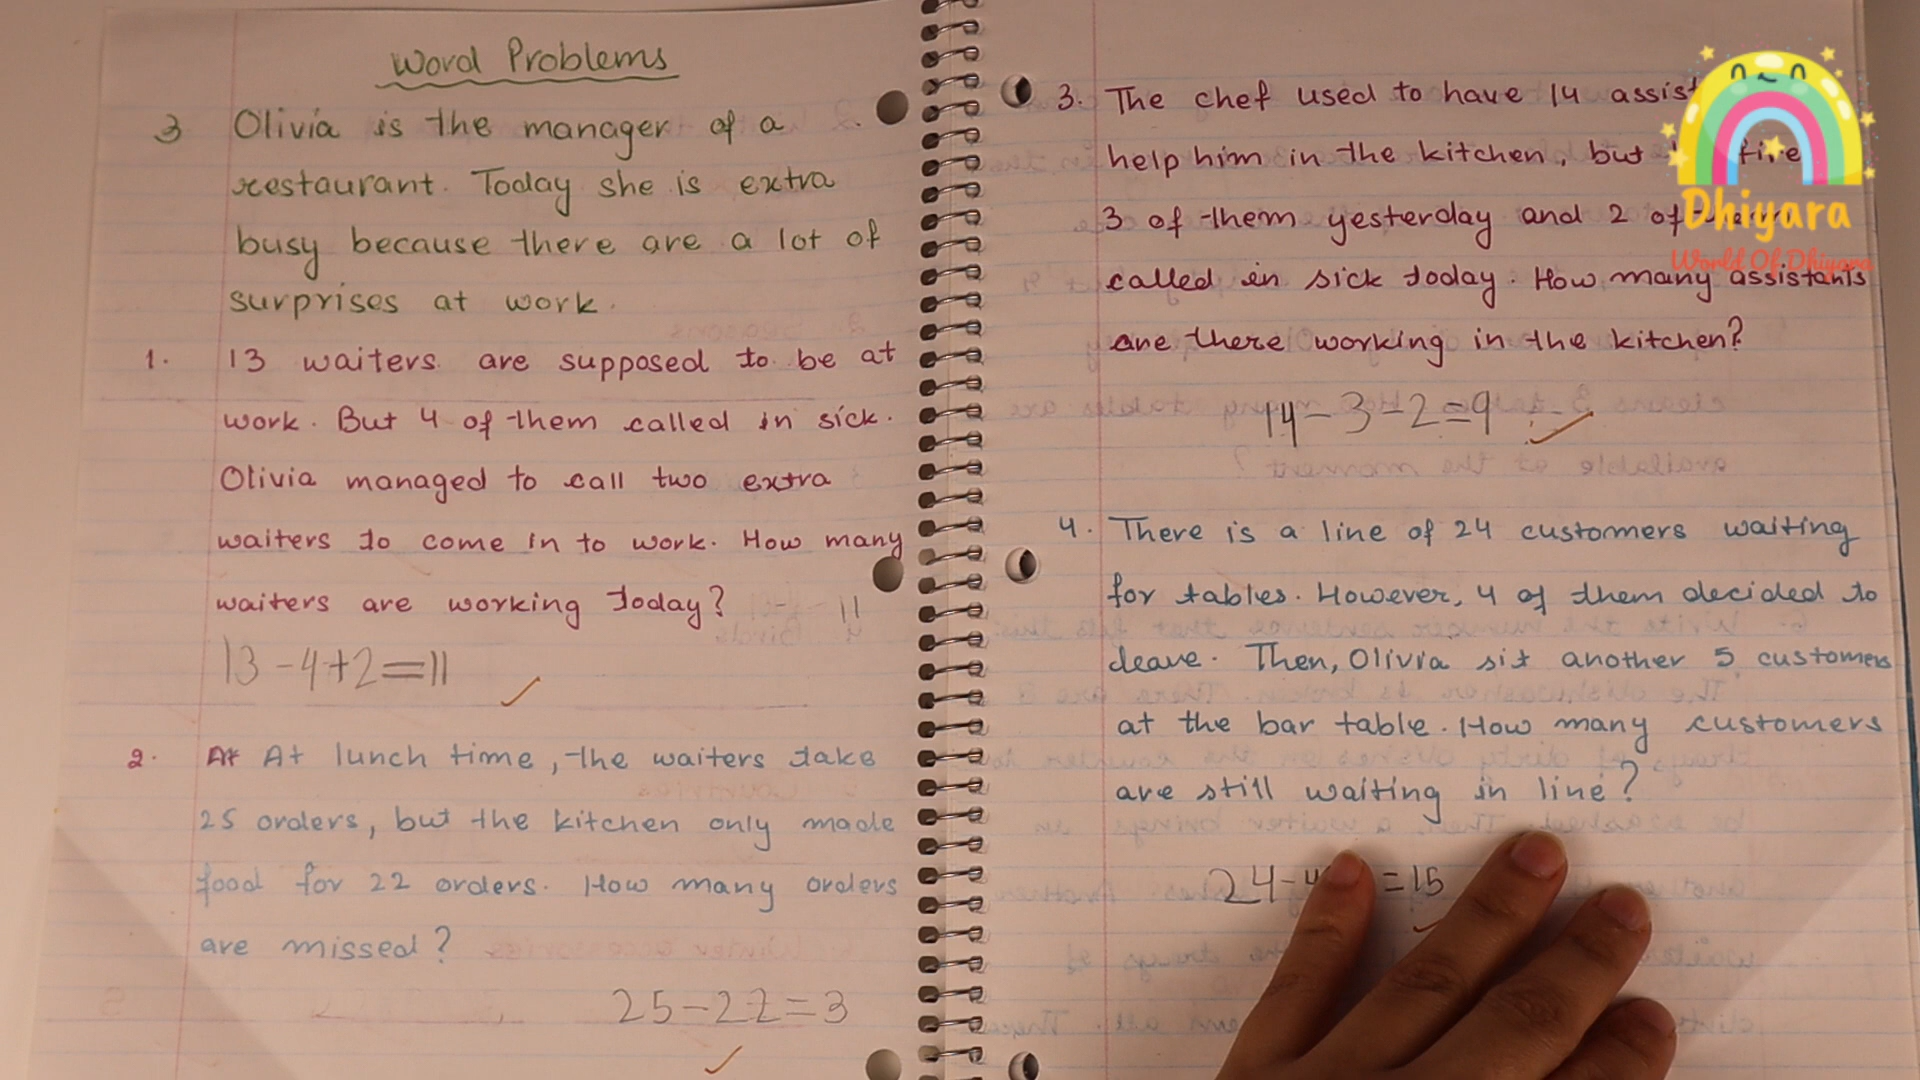 Word Problems
3 Olivia is the manager of a
restaurant. Today she is extra
busy because there are a lot of
surprises at work.
1. 13 waiters are supposed to be at
work. But 4 of them called in sick.
Olivia managed to call two extra
waiters to come in to work. How many
waiters are working today?
13-4+2=11
2. At At lunch time, the waiters take
25 orders, but the kitchen only made
food for 22 orders. How many orders
are missed?
25-22=3
3. The chef used to have 14
help him in the kitchen, but
3 of them yesterday and 2 of
called in sick today. How many assistants
are there working in the kitchen?
14-3-2=9
4. There is a line of 24 customers waiting
for tables. However, 4 of them decided to
leave. Then, Olivia sit another 5 customers
at the bar table. How many customers
are still waiting in line?
24-4 =15
Dhiyara
World Of Dhiyara